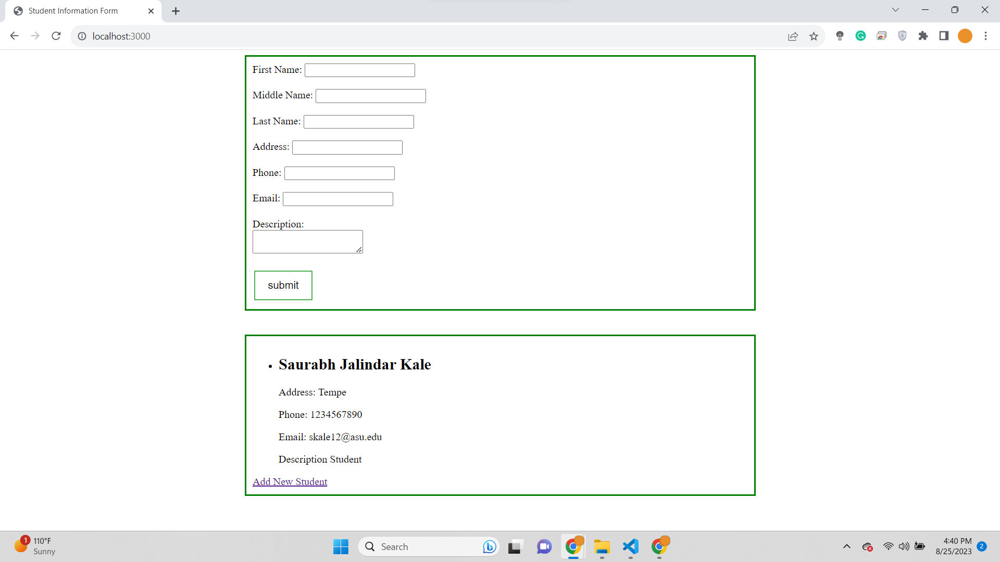 Student Information Form
localhost:3000
First Name:
Middle Name:
Last Name:
Address:
Phone:
Email:
Description:
submit
Saurabh Jalindar Kale
Address: Tempe
Phone: 1234567890
Email: skale12@asu.edu
Description Student
Add New Student
1
110°F
Sunny
Search
4:40 PM
8/25/2023
2